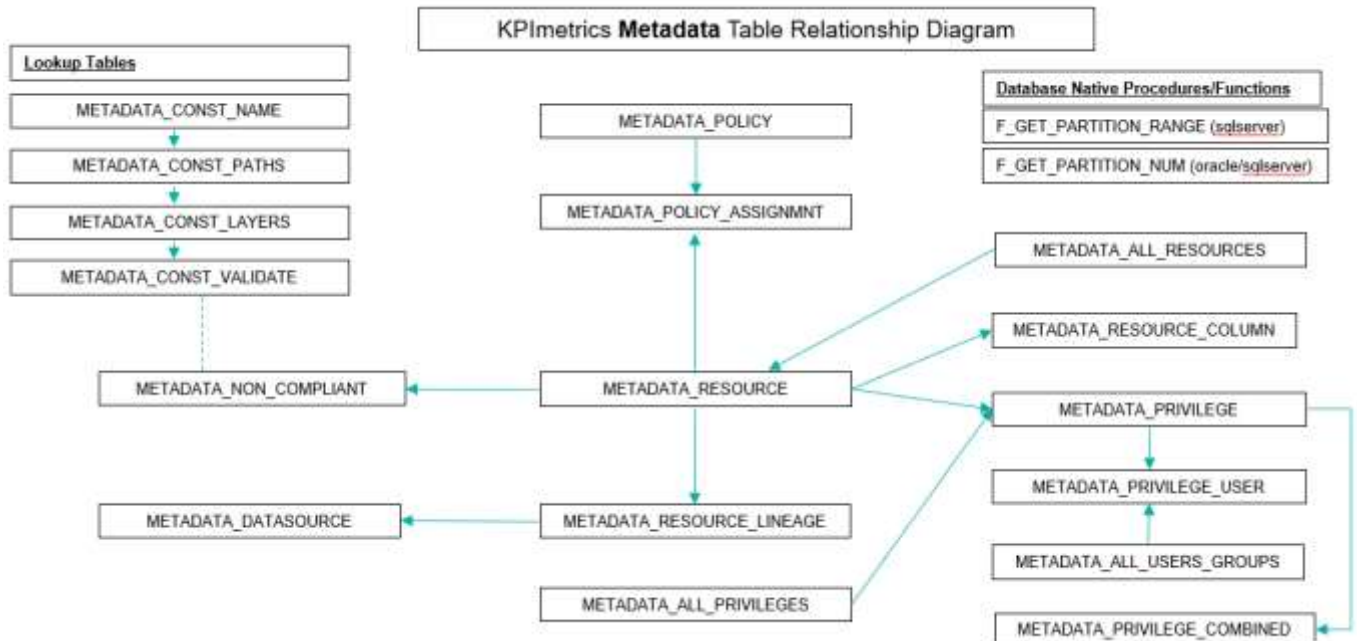 KPImetrics Metadata Table Relationship Diagram
Lookup Tables
METADATA_CONST_NAME
METADATA_CONST_PATHS
METADATA_CONST_LAYERS
METADATA_CONST_VALIDATE
METADATA_NON_COMPLIANT
METADATA_DATASOURCE
METADATA_POLICY
METADATA_POLICY_ASSIGNMNT
METADATA_RESOURCE
METADATA_RESOURCE_LINEAGE
METADATA_ALL_PRIVILEGES
Database Native Procedures/Functions
F_GET_PARTITION_RANGE (sqlserver)
F_GET_PARTITION_NUM (oracle/sqlserver)
METADATA_ALL_RESOURCES
METADATA_RESOURCE_COLUMN
METADATA_PRIVILEGE
METADATA_PRIVILEGE_USER
METADATA_ALL_USERS_GROUPS
METADATA_PRIVILEGE_COMBINED